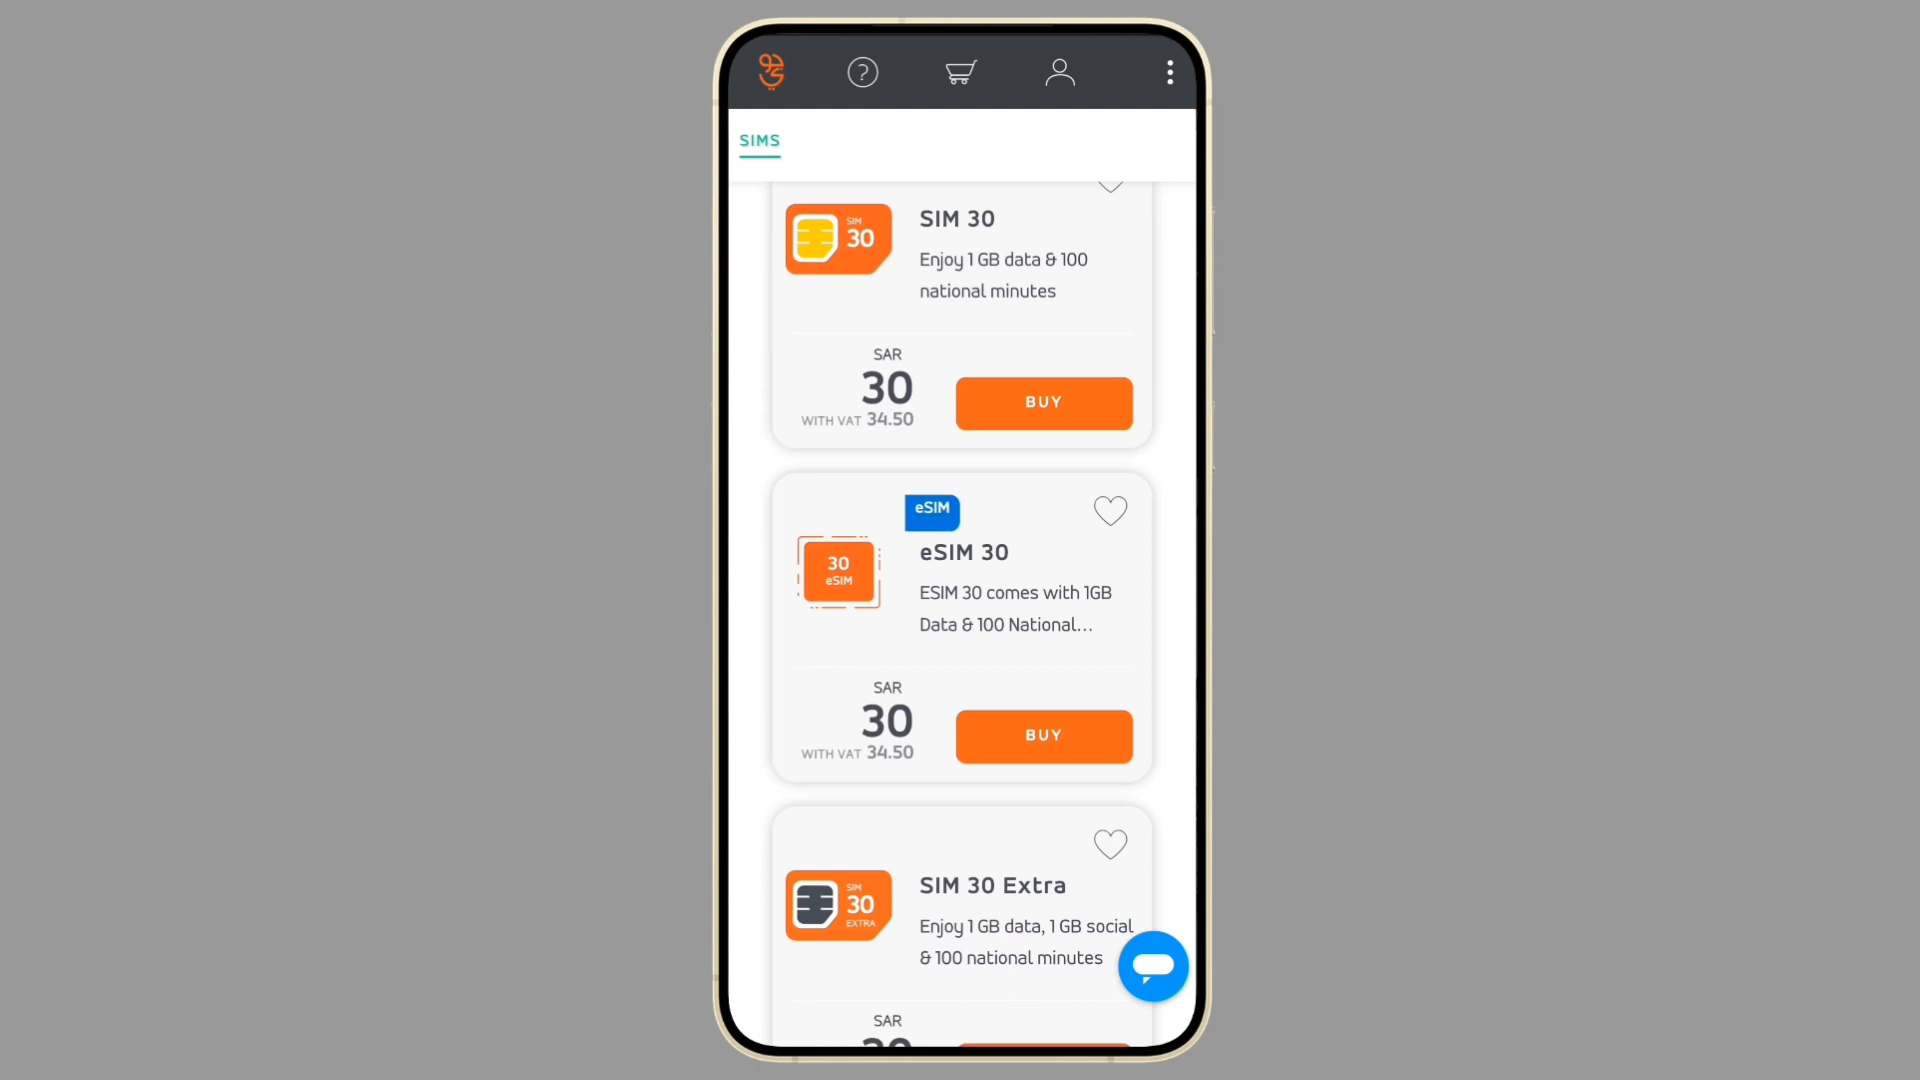 ?
SIMS
SIM
30
SIM 30
Enjoy 1 GB data & 100
national minutes
SAR
30
WITH VAT 34.50
BUY
eSIM
30
eSIM
eSIM 30
ESIM 30 comes with 1GB
Data & 100 National...
SAR
30
WITH VAT 34.50
BUY
SIM
30
EXTRA
SIM 30 Extra
Enjoy 1 GB data, 1 GB social
& 100 national minutes
SAR